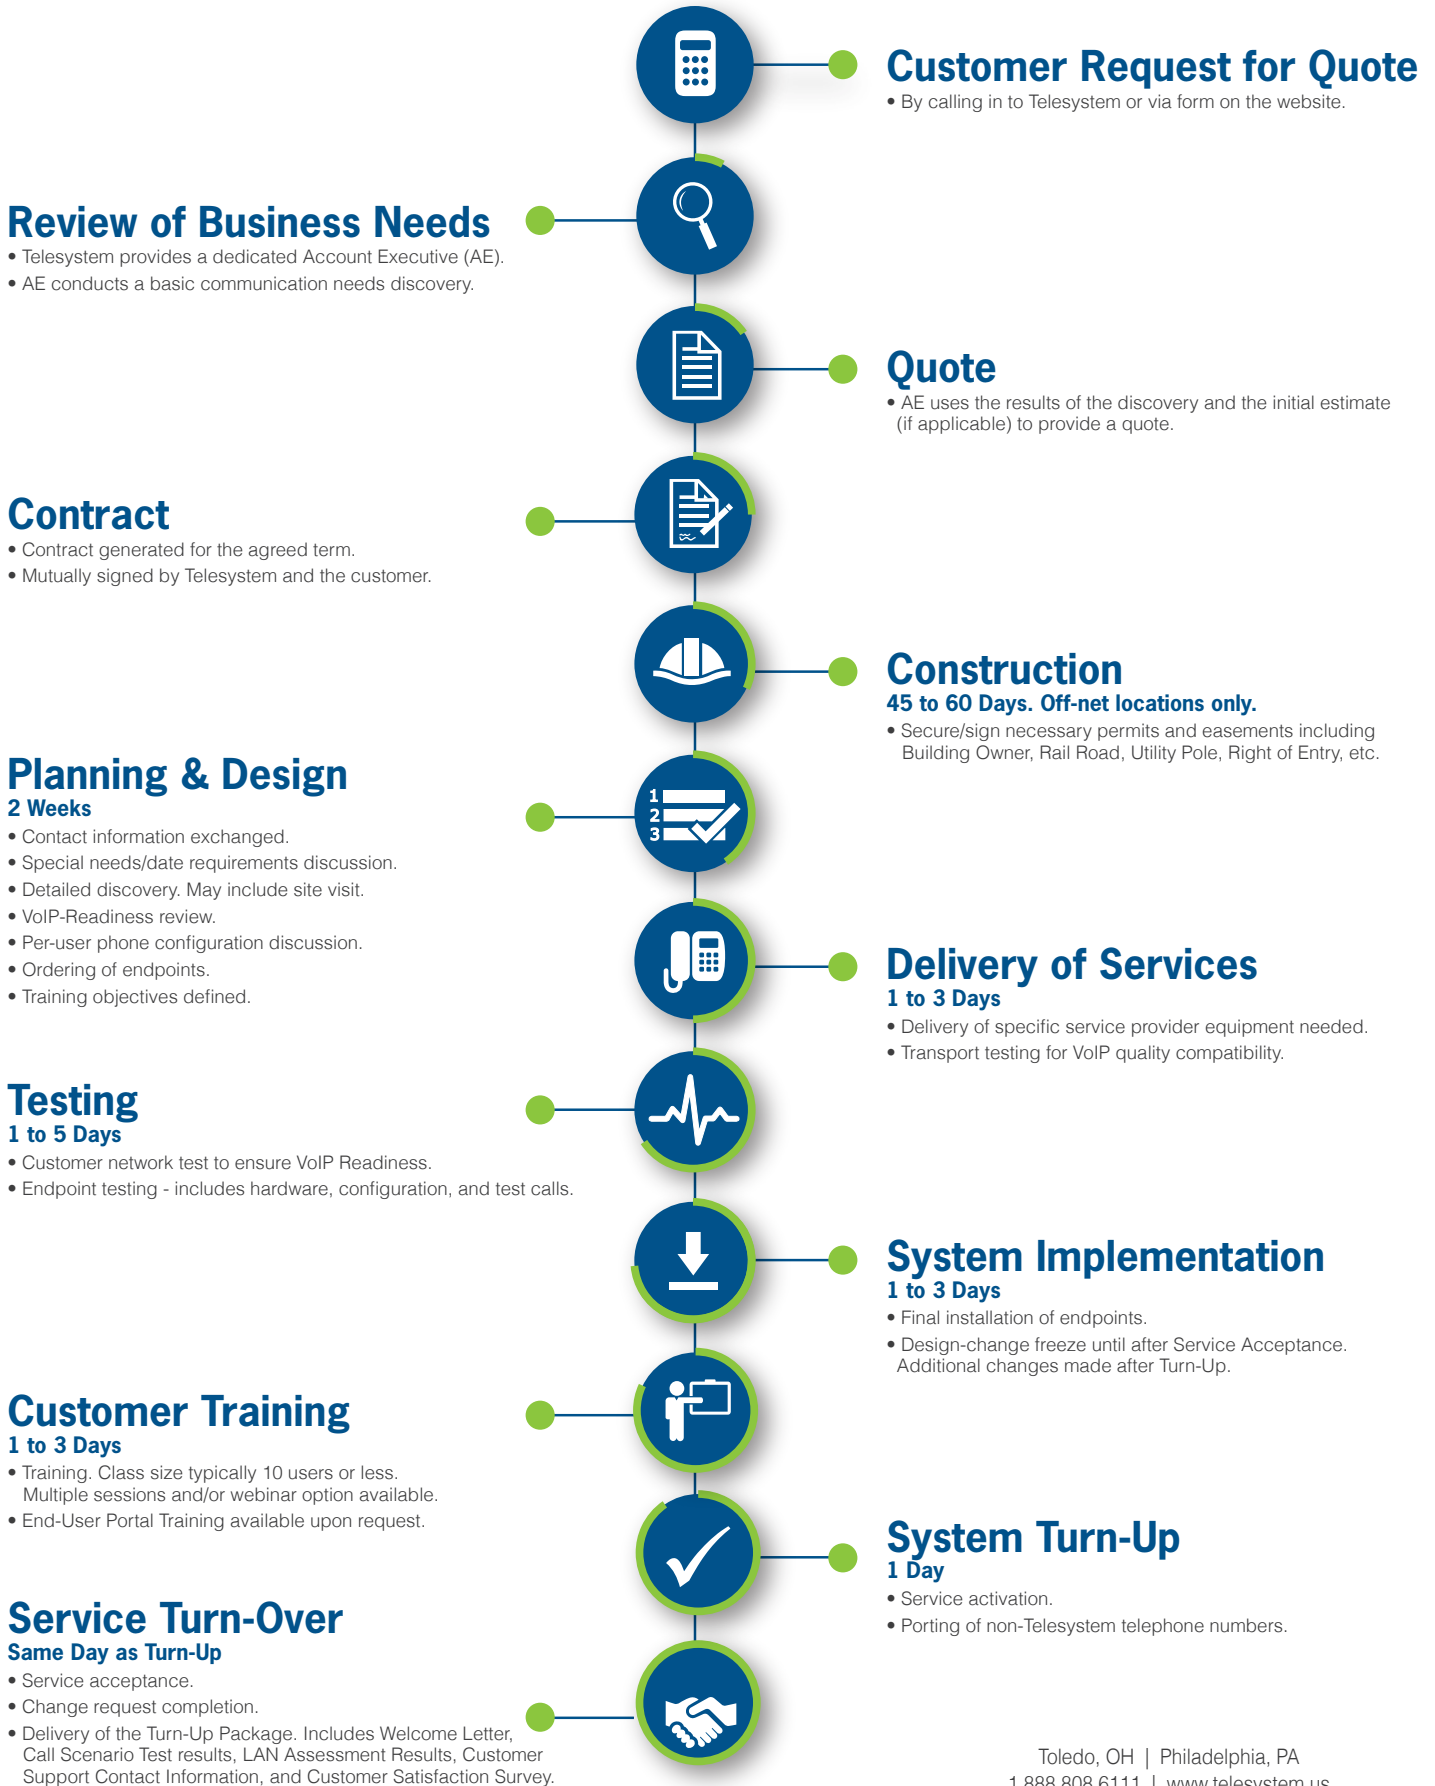 Customer Request for Quote
• By calling in to Telesystem or via form on the website.
Review of Business Needs
• Telesystem provides a dedicated Account Executive (AE).
• AE conducts a basic communication needs discovery.
Quote
• AE uses the results of the discovery and the initial estimate
(if applicable) to provide a quote.
Contract
• Contract generated for the agreed term.
• Mutually signed by Telesystem and the customer.
Construction
45 to 60 Days. Off-net locations only.
• Secure/sign necessary permits and easements including
Building Owner, Rail Road, Utility Pole, Right of Entry, etc.
Planning & Design
2 Weeks
• Contact information exchanged.
• Special needs/date requirements discussion.
• Detailed discovery. May include site visit.
• VoIP-Readiness review.
• Per-user phone configuration discussion.
• Ordering of endpoints.
• Training objectives defined.
1
2
3
Delivery of Services
1 to 3 Days
• Delivery of specific service provider equipment needed.
• Transport testing for VoIP quality compatibility.
Testing
1 to 5 Days
• Customer network test to ensure VoIP Readiness.
• Endpoint testing - includes hardware, configuration, and test calls.
System Implementation
1 to 3 Days
• Final installation of endpoints.
• Design-change freeze until after Service Acceptance.
Additional changes made after Turn-Up.
Customer Training
1 to 3 Days
• Training. Class size typically 10 users or less.
Multiple sessions and/or webinar option available.
• End-User Portal Training available upon request.
System Turn-Up
1 Day
• Service activation.
• Porting of non-Telesystem telephone numbers.
Service Turn-Over
Same Day as Turn-Up
• Service acceptance.
• Change request completion.
• Delivery of the Turn-Up Package. Includes Welcome Letter,
Call Scenario Test results, LAN Assessment Results, Customer
Support Contact Information, and Customer Satisfaction Survey.
Toledo, OH | Philadelphia, PA
1.888.808.6111 | www.telesystem.us